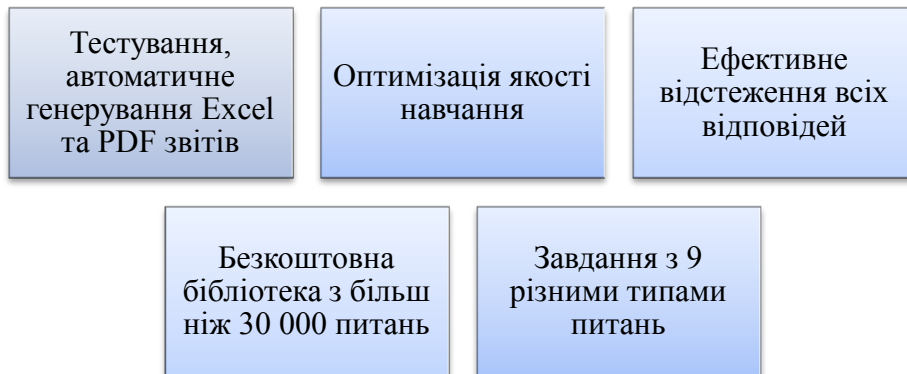 Тестування,
автоматичне
генерування Excel
та PDF звітів
Оптимізація якості
навчання
Ефективне
відстеження всіх
відповідей
Безкоштовна
бібліотека з більш
ніж 30 000 питань
Завдання з 9
різними типами
питань